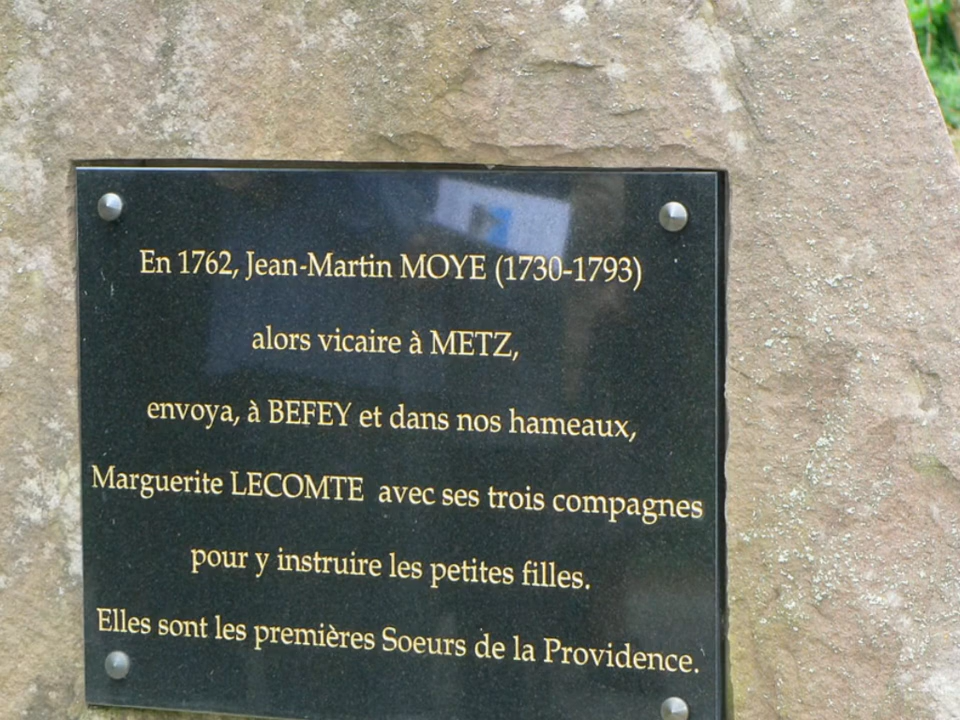 En 1762, Jean-Martin MOYE (1730-1793)
alors vicaire à METZ,
envoya, à BEFEY et dans nos hameaux,
Marguerite LECOMTE avec ses trois compagnes
pour y instruire les petites filles.
Elles sont les premières Soeurs de la Providence.